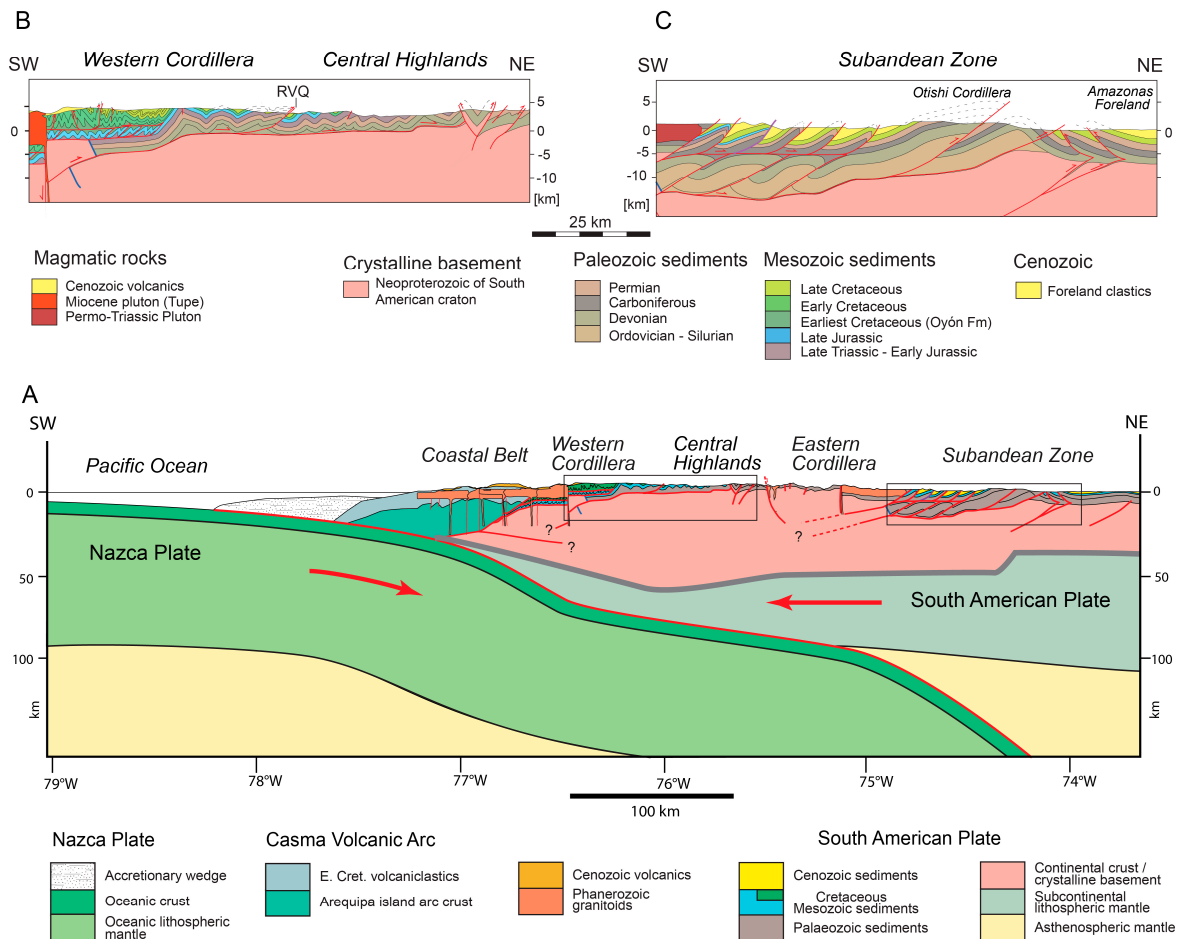 B
SW
Western Cordillera
Central Highlands
NE
RVQ
5
0
0
-5
-10
[km]
C
Subandean Zone
SW
NE
Otishi Cordillera
Amazonas
Foreland
5
0
0
-5
-10
[km]
25 km
Magmatic rocks
Cenozoic volcanics
Miocene pluton (Tupe)
Permo-Triassic Pluton
Crystalline basement
Neoproterozoic of South
American craton
Paleozoic sediments
Permian
Carboniferous
Devonian
Ordovician - Silurian
Mesozoic sediments
Late Cretaceous
Early Cretaceous
Earliest Cretaceous (Oyón Fm)
Late Jurassic
Late Triassic - Early Jurassic
Cenozoic
Foreland clastics
A
SW
NE
Pacific Ocean
Coastal Belt
Western
Cordillera
Central
Highlands
Eastern
Cordillera
Subandean Zone
0
0
?
?
?
Nazca Plate
50
50
South American Plate
100
100
km
km
79°W
78°W
77°W
76°W
75°W
74°W
100 km
Nazca Plate
Accretionary wedge
Oceanic crust
Oceanic lithospheric
mantle
Casma Volcanic Arc
E. Cret. volcaniclastics
Arequipa island arc crust
Cenozoic volcanics
Phanerozoic
granitoids
South American Plate
Cenozoic sediments
Cretaceous
Mesozoic sediments
Palaeozoic sediments
Continental crust /
crystalline basement
Subcontinental
lithospheric mantle
Asthenospheric mantle